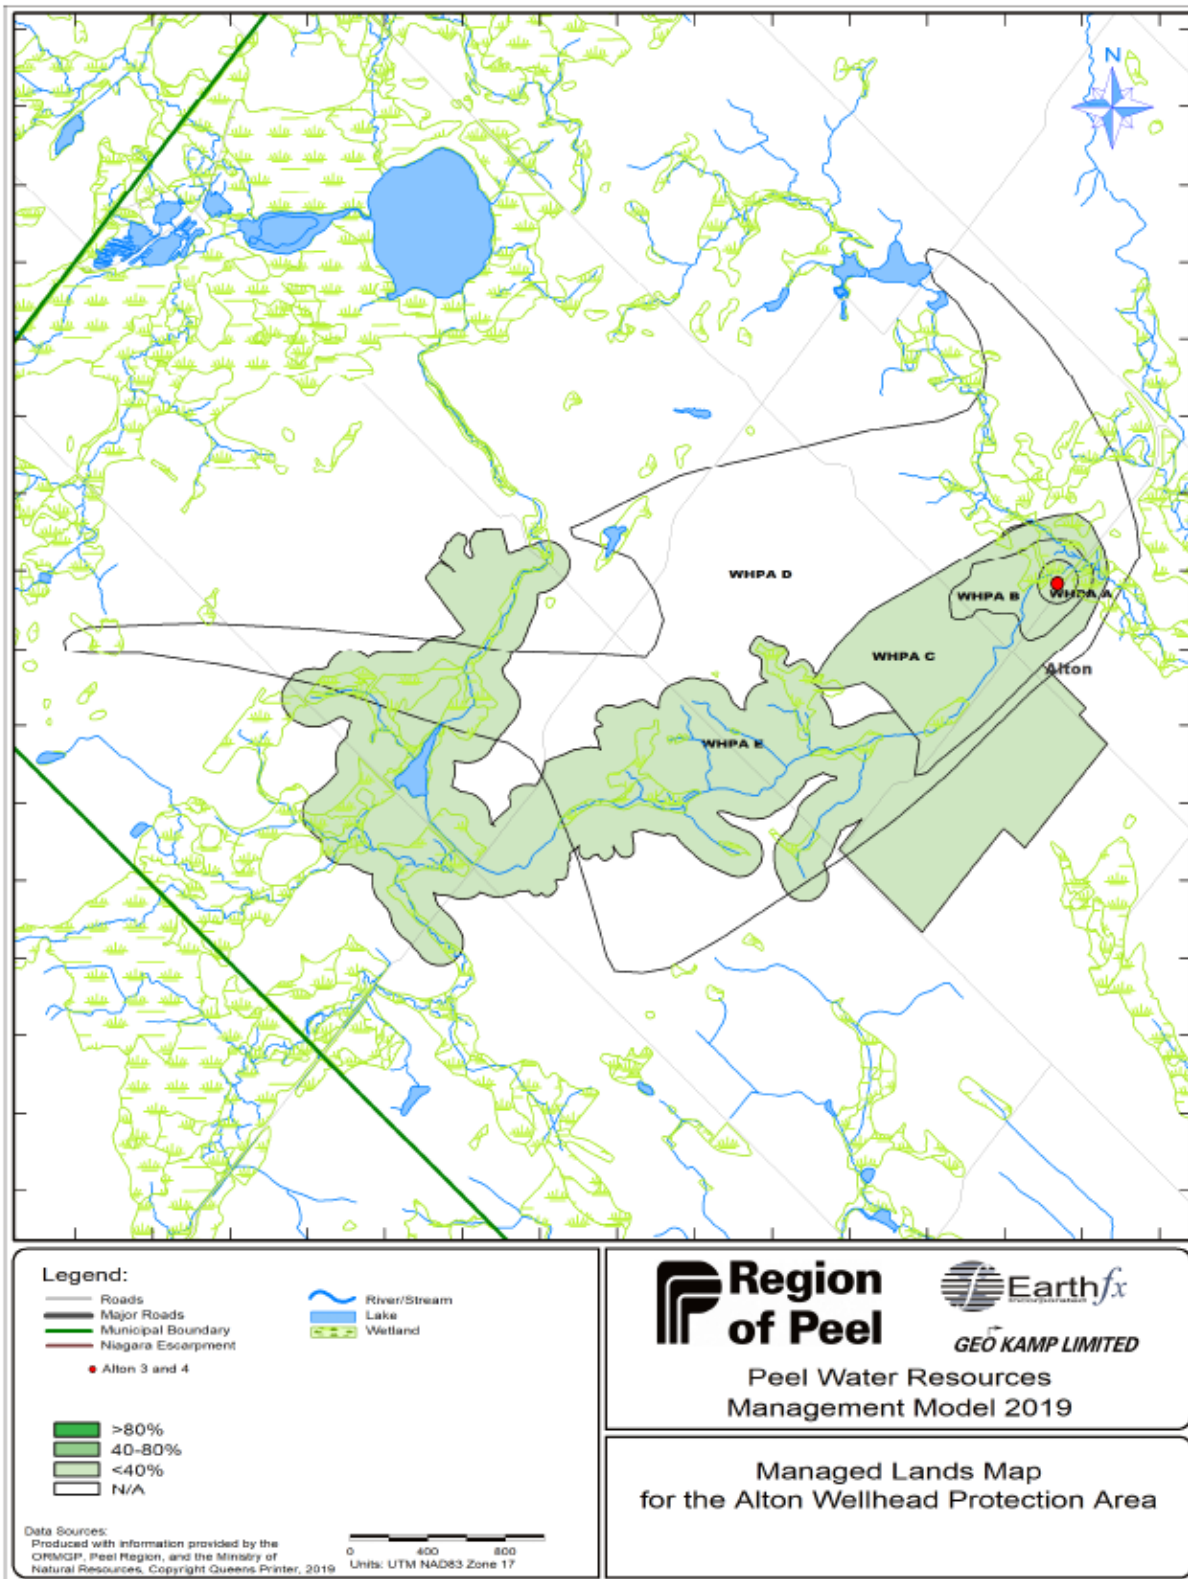 N
WHPA D
WHPA B
WHPA A
WHPA C
Alton
WHPA E
Legend:
Roads
Major Roads
Municipal Boundary
Niagara Escarpment
Alton 3 and 4
River/Stream
Lake
Wetland
>80%
40-80%
<40%
N/A
Data Sources:
Produced with information provided by the
ORMGP, Peel Region, and the Ministry of
Natural Resources, Copyright Queens Printer, 2019
0 400 800
Units: UTM NAD83 Zone 17
Region
of Peel
Earthfx
Incorporated
GEO KAMP LIMITED
Peel Water Resources
Management Model 2019
Managed Lands Map
for the Alton Wellhead Protection Area